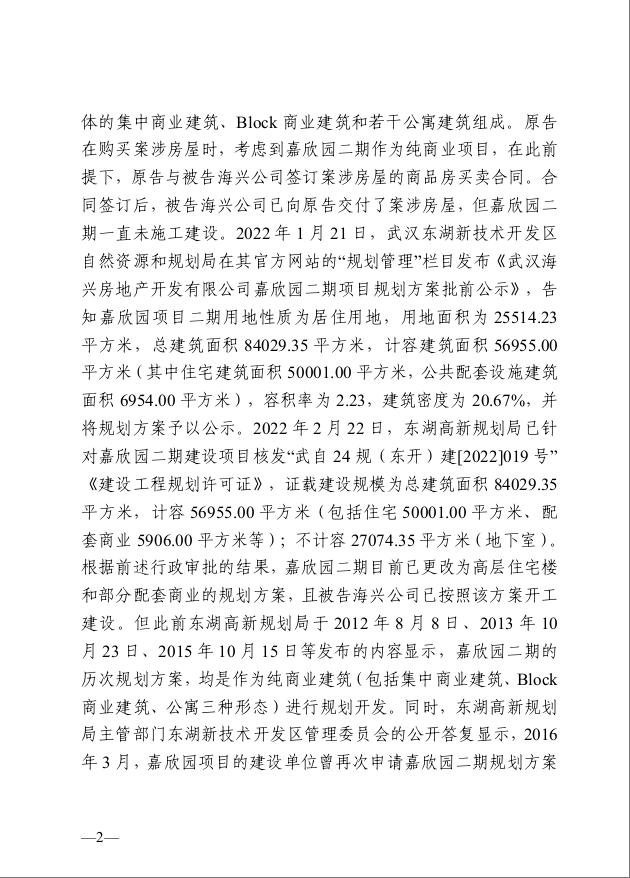 体的集中商业建筑、Block 商业建筑和若干公寓建筑组成。原告
在购买案涉房屋时，考虑到嘉欣园二期作为纯商业项目，在此前
提下，原告与被告海兴公司签订案涉房屋的商品房买卖合同。合
同签订后，被告海兴公司已向原告交付了案涉房屋，但嘉欣园二
期一直未施工建设。2022 年 1 月 21 日，武汉东湖新技术开发区
自然资源和规划局在其官方网站的“规划管理”栏目发布《武汉海
兴房地产开发有限公司嘉欣园二期项目规划方案批前公示》，告
知嘉欣园项目二期用地性质为居住用地，用地面积为 25514.23
平方米，总建筑面积 84029.35 平方米，计容建筑面积 56955.00
平方米（其中住宅建筑面积 50001.00 平方米，公共配套设施建筑
面积 6954.00 平方米），容积率为 2.23，建筑密度为 20.67%，并
将规划方案予以公示。2022 年 2 月 22 日，东湖高新规划局已针
对嘉欣园二期建设项目核发“武自 24 规（东开）建[2022]019 号”
《建设工程规划许可证》，证载建设规模为总建筑面积 84029.35
平方米，计容 56955.00 平方米（包括住宅 50001.00 平方米、配
套商业 5906.00 平方米等）；不计容 27074.35 平方米（地下室）。
根据前述行政审批的结果，嘉欣园二期目前已更改为高层住宅楼
和部分配套商业的规划方案，且被告海兴公司已按照该方案开工
建设。但此前东湖高新规划局于 2012 年 8 月 8 日、2013 年 10
月 23 日、2015 年 10 月 15 日等发布的内容显示，嘉欣园二期的
历次规划方案，均是作为纯商业建筑（包括集中商业建筑、Block
商业建筑、公寓三种形态）进行规划开发。同时，东湖高新规划
局主管部门东湖新技术开发区管理委员会的公开答复显示，2016
年 3 月，嘉欣园项目的建设单位曾再次申请嘉欣园二期规划方案
—2—